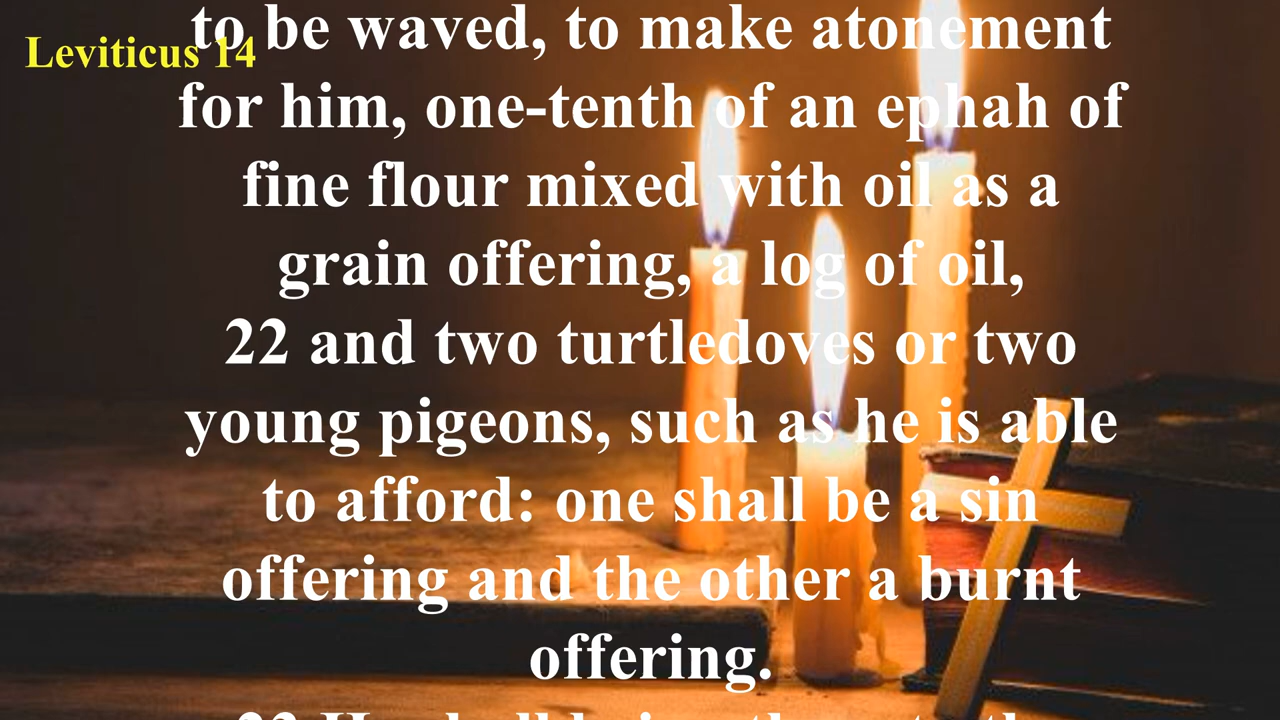 Leviticus 14
to be waved, to make atonement
for him, one-tenth of an ephah of
fine flour mixed with oil as a
grain offering, a log of oil,
22 and two turtledoves or two
young pigeons, such as he is able
to afford: one shall be a sin
offering and the other a burnt
offering.